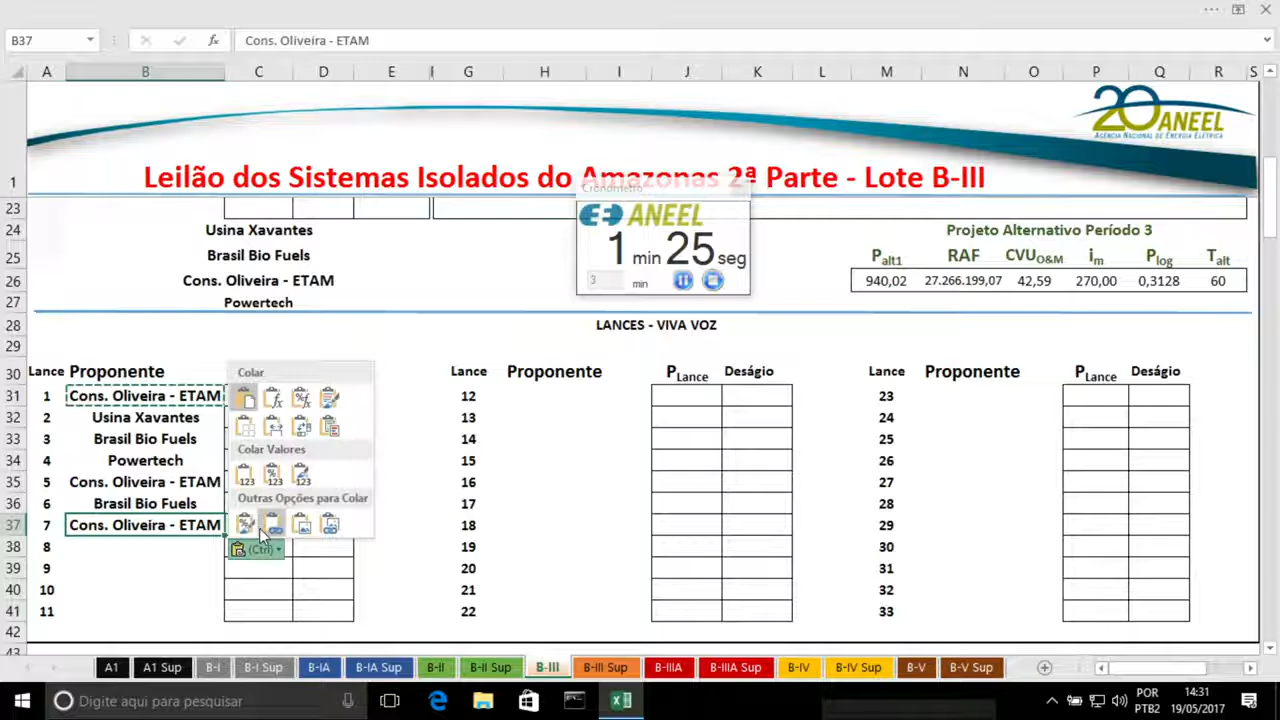 B37
fx
Cons. Oliveira - ETAM
A B C D E F G H I J K L M N O P Q R S
20 ANEEL
AGÊNCIA NACIONAL DE ENERGIA ELÉTRICA
1 Leilão dos Sistemas Isolados do Amazonas 2ª Parte - Lote B-III
Cronômetro
ANEEL
1 min 25 seg
3 min
23
24 Usina Xavantes Projeto Alternativo Período 3
25 Brasil Bio Fuels Palt1 RAF CVUO&M im Plog Talt
26 Cons. Oliveira - ETAM 940,02 27.266.199,07 42,59 270,00 0,3128 60
27 Powertech
28 LANCES - VIVA VOZ
29
30 Lance Proponente Lance Proponente PLance Deságio Lance Proponente PLance Deságio
31 1 Cons. Oliveira - ETAM 12 23
32 2 Usina Xavantes 13 24
33 3 Brasil Bio Fuels 14 25
34 4 Powertech 15 26
35 5 Cons. Oliveira - ETAM 16 27
36 6 Brasil Bio Fuels 17 28
37 7 Cons. Oliveira - ETAM 18 29
38 8 19 30
39 9 20 31
40 10 21 32
41 11 22 33
42
43
Colar
Colar Valores
123 123 123
Outras Opções para Colar
(Ctrl)
A1 A1 Sup B-I B-I Sup B-IA B-IA Sup B-II B-II Sup B-III B-III Sup B-IIIA B-IIIA Sup B-IV B-IV Sup B-V B-V Sup
Digite aqui para pesquisar
POR
PTB2
14:31
19/05/2017